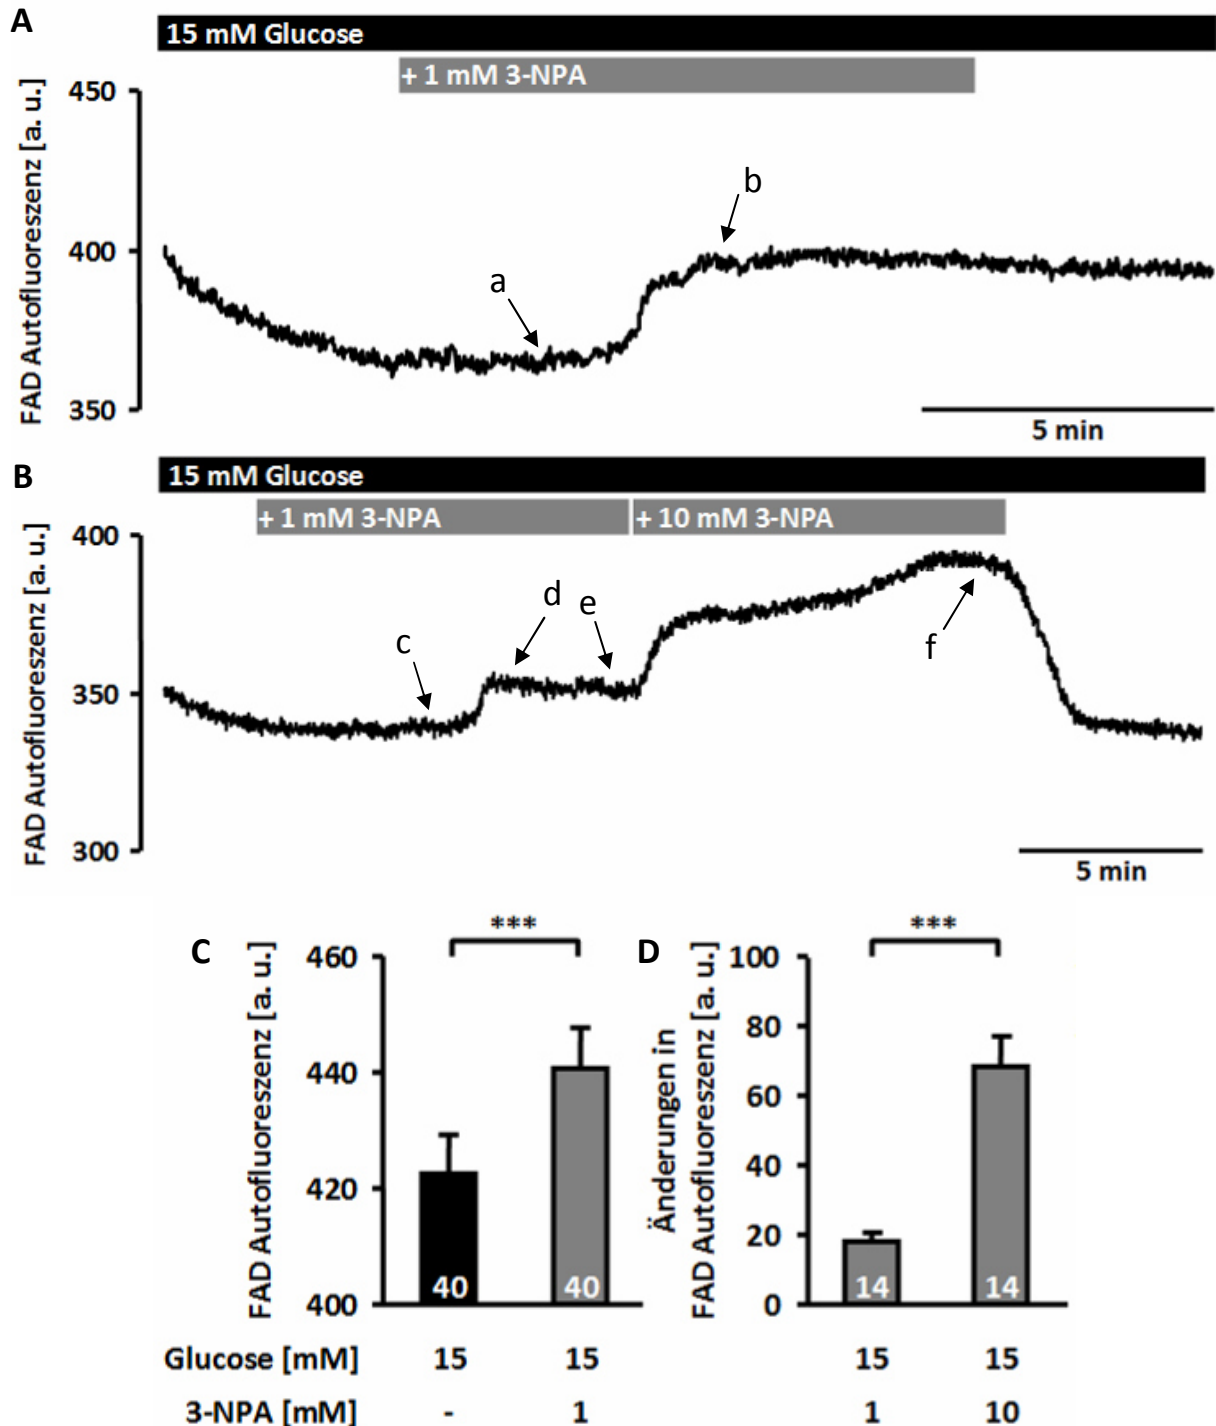 A
15 mM Glucose
+ 1 mM 3-NPA
FAD Autofluoreszenz [a. u.]
450
400
350
a
b
5 min
B
15 mM Glucose
+ 1 mM 3-NPA
+ 10 mM 3-NPA
FAD Autofluoreszenz [a. u.]
400
350
300
c
d
e
f
5 min
C
FAD Autofluoreszenz [a. u.]
460
440
420
400
***
40
40
D
Änderungen in
FAD Autofluoreszenz [a. u.]
100
80
60
40
20
0
***
14
14
Glucose [mM] 15 15 15 15
3-NPA [mM] - 1 1 10